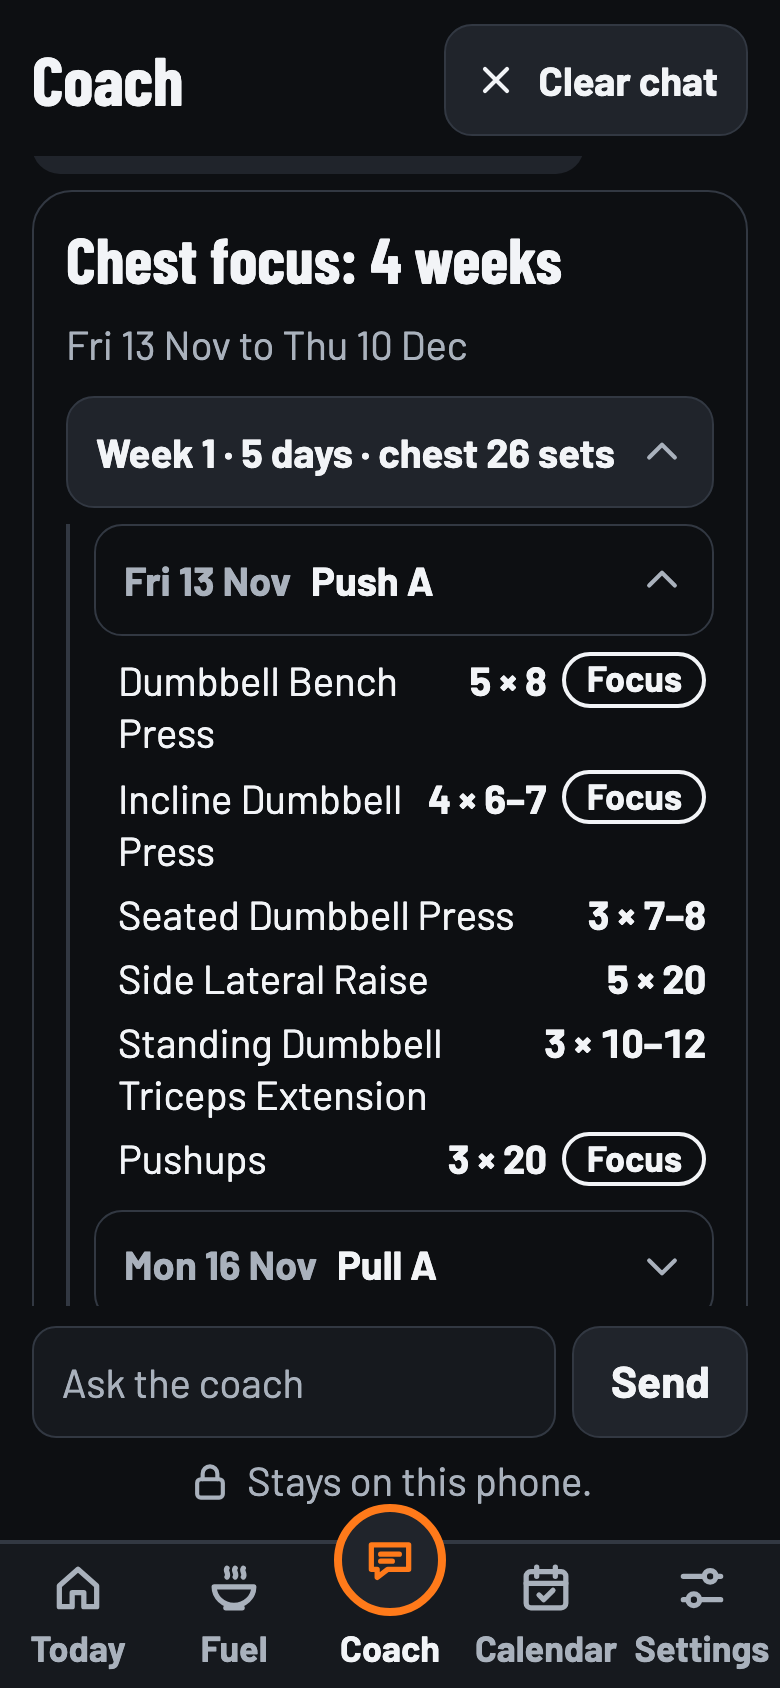 Coach
Clear chat
Chest focus: 4 weeks
Fri 13 Nov to Thu 10 Dec
Week 1 · 5 days · chest 26 sets
Fri 13 Nov Push A
Dumbbell Bench 5 × 8 Focus
Press
Incline Dumbbell 4 × 6–7 Focus
Press
Seated Dumbbell Press 3 × 7–8
Side Lateral Raise 5 × 20
Standing Dumbbell 3 × 10–12
Triceps Extension
Pushups 3 × 20 Focus
Mon 16 Nov Pull A
Ask the coach
Send
Stays on this phone.
Today Fuel Coach Calendar Settings